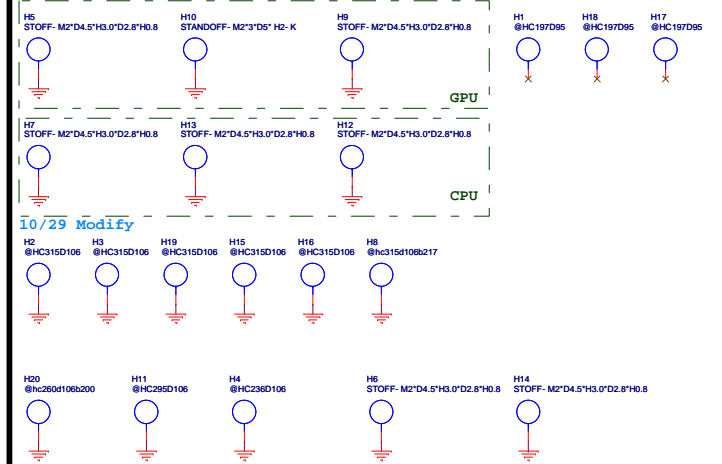 H5
STOFF- M2*D4.5*H3.0*D2.8*H0.8
H10
STANDOFF- M2*3*D5* H2- K
H9
STOFF- M2*D4.5*H3.0*D2.8*H0.8
H1
@HC197D95
H18
@HC197D95
H17
@HC197D95
GPU
H7
STOFF- M2*D4.5*H3.0*D2.8*H0.8
H13
STOFF- M2*D4.5*H3.0*D2.8*H0.8
H12
STOFF- M2*D4.5*H3.0*D2.8*H0.8
CPU
10/29 Modify
H2
@HC315D106
H3
@HC315D106
H19
@HC315D106
H15
@HC315D106
H16
@HC315D106
H8
@hc315d106b217
H20
@hc260d106b200
H11
@HC295D106
H4
@HC236D106
H6
STOFF- M2*D4.5*H3.0*D2.8*H0.8
H14
STOFF- M2*D4.5*H3.0*D2.8*H0.8